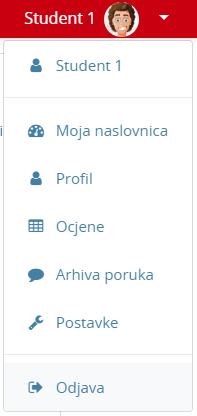 Student 1
Student 1
Moja naslovnica
Profil
Ocjene
Arhiva poruka
Postavke
Odjava